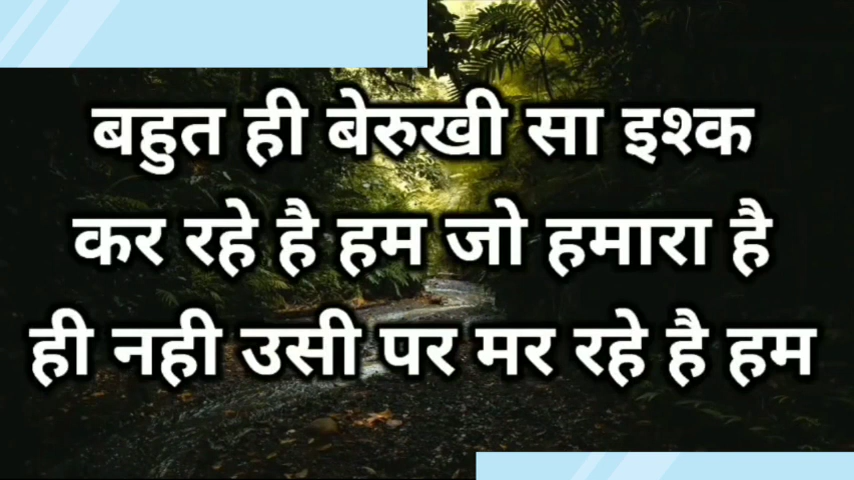 बहुत ही बेरुखी सा इश्क
कर रहे है हम जो हमारा है
ही नही उसी पर मर रहे है हम